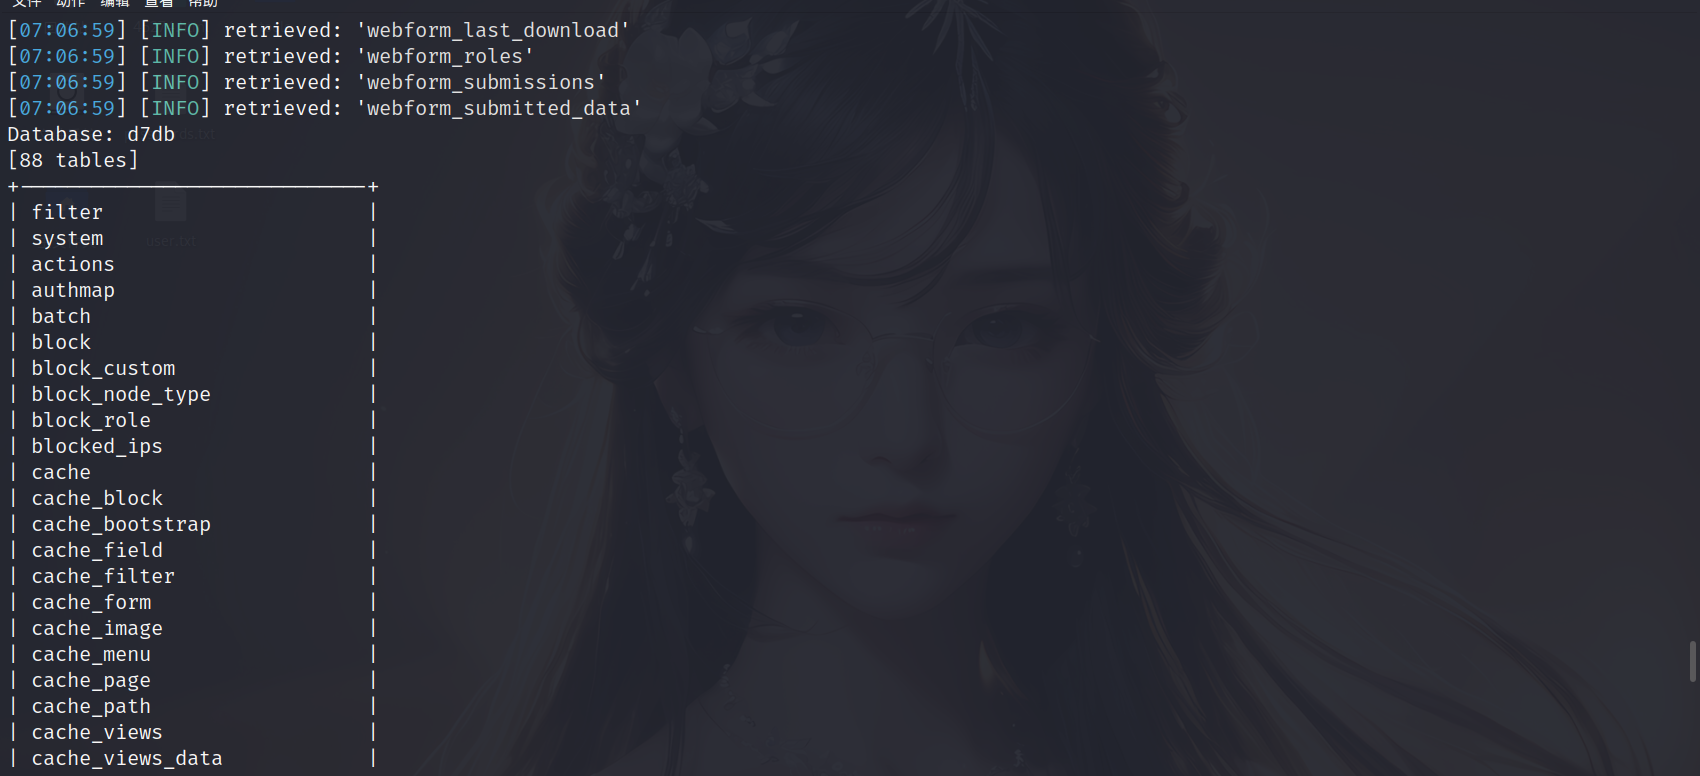 文件 动作 编辑 查看 帮助
[07:06:59] [INFO] retrieved: 'webform_last_download'
[07:06:59] [INFO] retrieved: 'webform_roles'
[07:06:59] [INFO] retrieved: 'webform_submissions'
[07:06:59] [INFO] retrieved: 'webform_submitted_data'
Database: d7db
[88 tables]
| filter |
| system |
user.txt
| actions |
| authmap |
| batch |
| block |
| block_custom |
| block_node_type |
| block_role |
| blocked_ips |
| cache |
| cache_block |
| cache_bootstrap |
| cache_field |
| cache_filter |
| cache_form |
| cache_image |
| cache_menu |
| cache_page |
| cache_path |
| cache_views |
| cache_views_data |